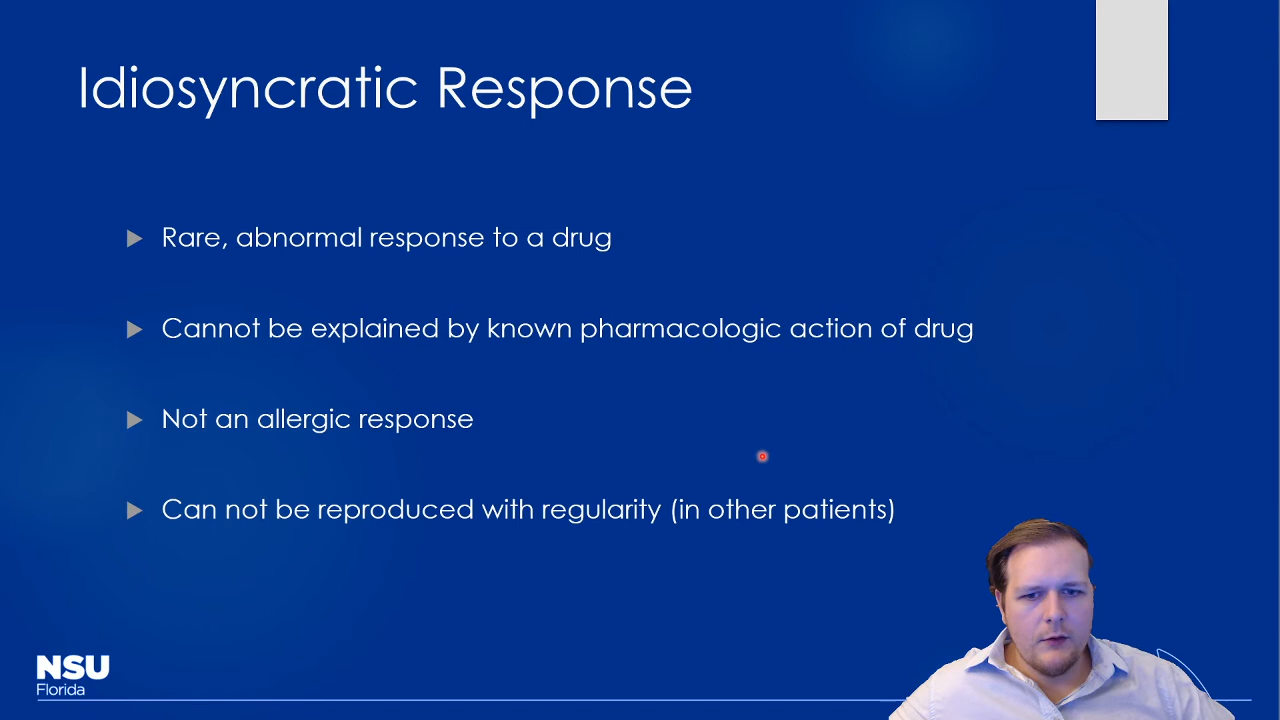 Idiosyncratic Response
Rare, abnormal response to a drug
Cannot be explained by known pharmacologic action of drug
Not an allergic response
Can not be reproduced with regularity (in other patients)
NSU
Florida